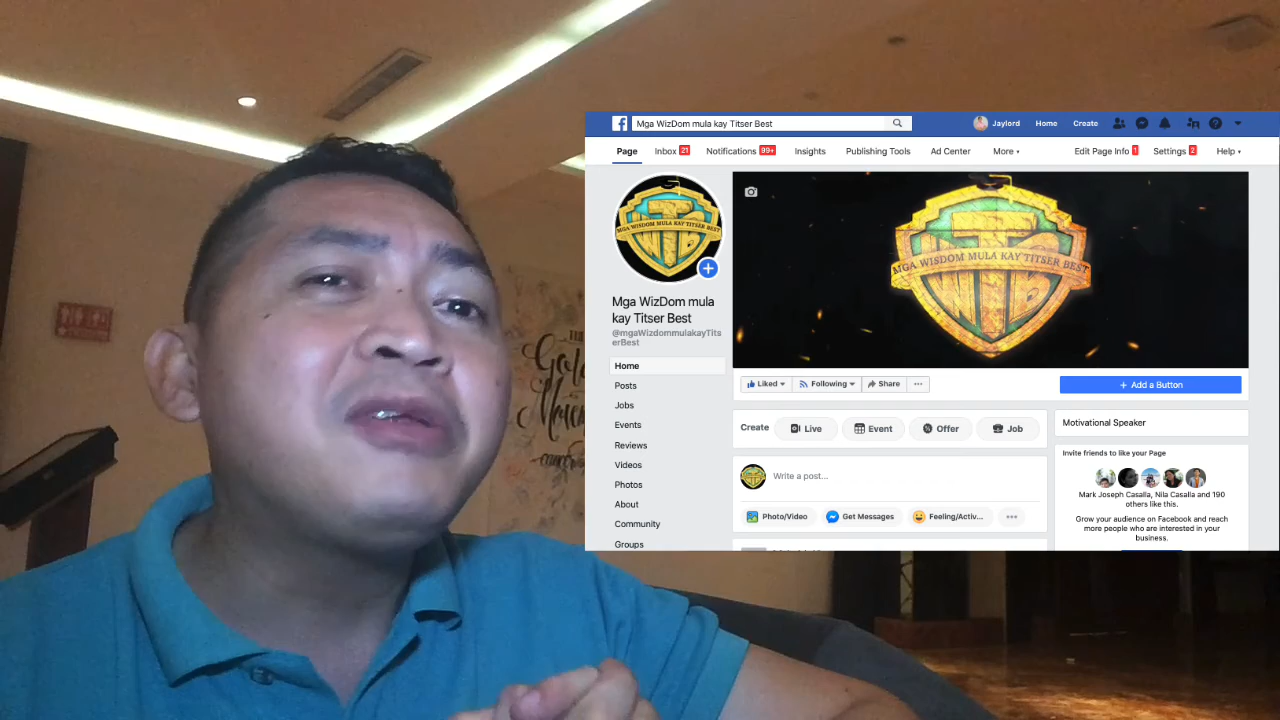 Mga WizDom mula kay Titser Best
Jaylord
Home
Create
Page
Inbox 21
Notifications 99+
Insights
Publishing Tools
Ad Center
More
Edit Page Info 1
Settings 2
Help
MGA WISDOM MULA KAY TITSER BEST
MGA WISDOM MULA KAY TITSER BEST
Mga WizDom mula
kay Titser Best
@mgaWizdommulakayTits
erBest
Home
Posts
Jobs
Events
Reviews
Videos
Photos
About
Community
Groups
Liked
Following
Share
+ Add a Button
Create
Live
Event
Offer
Job
Write a post...
Photo/Video
Get Messages
Feeling/Activ...
Motivational Speaker
Invite friends to like your Page
Mark Joseph Casalla, Nila Casalla and 190
others like this.
Grow your audience on Facebook and reach
more people who are interested in your
business.